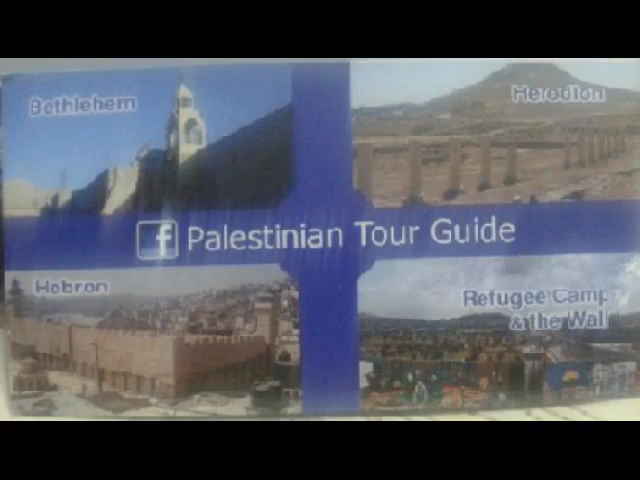 Bethlehem
Herodion
f Palestinian Tour Guide
Hebron
Refugee Camp
& the Wall